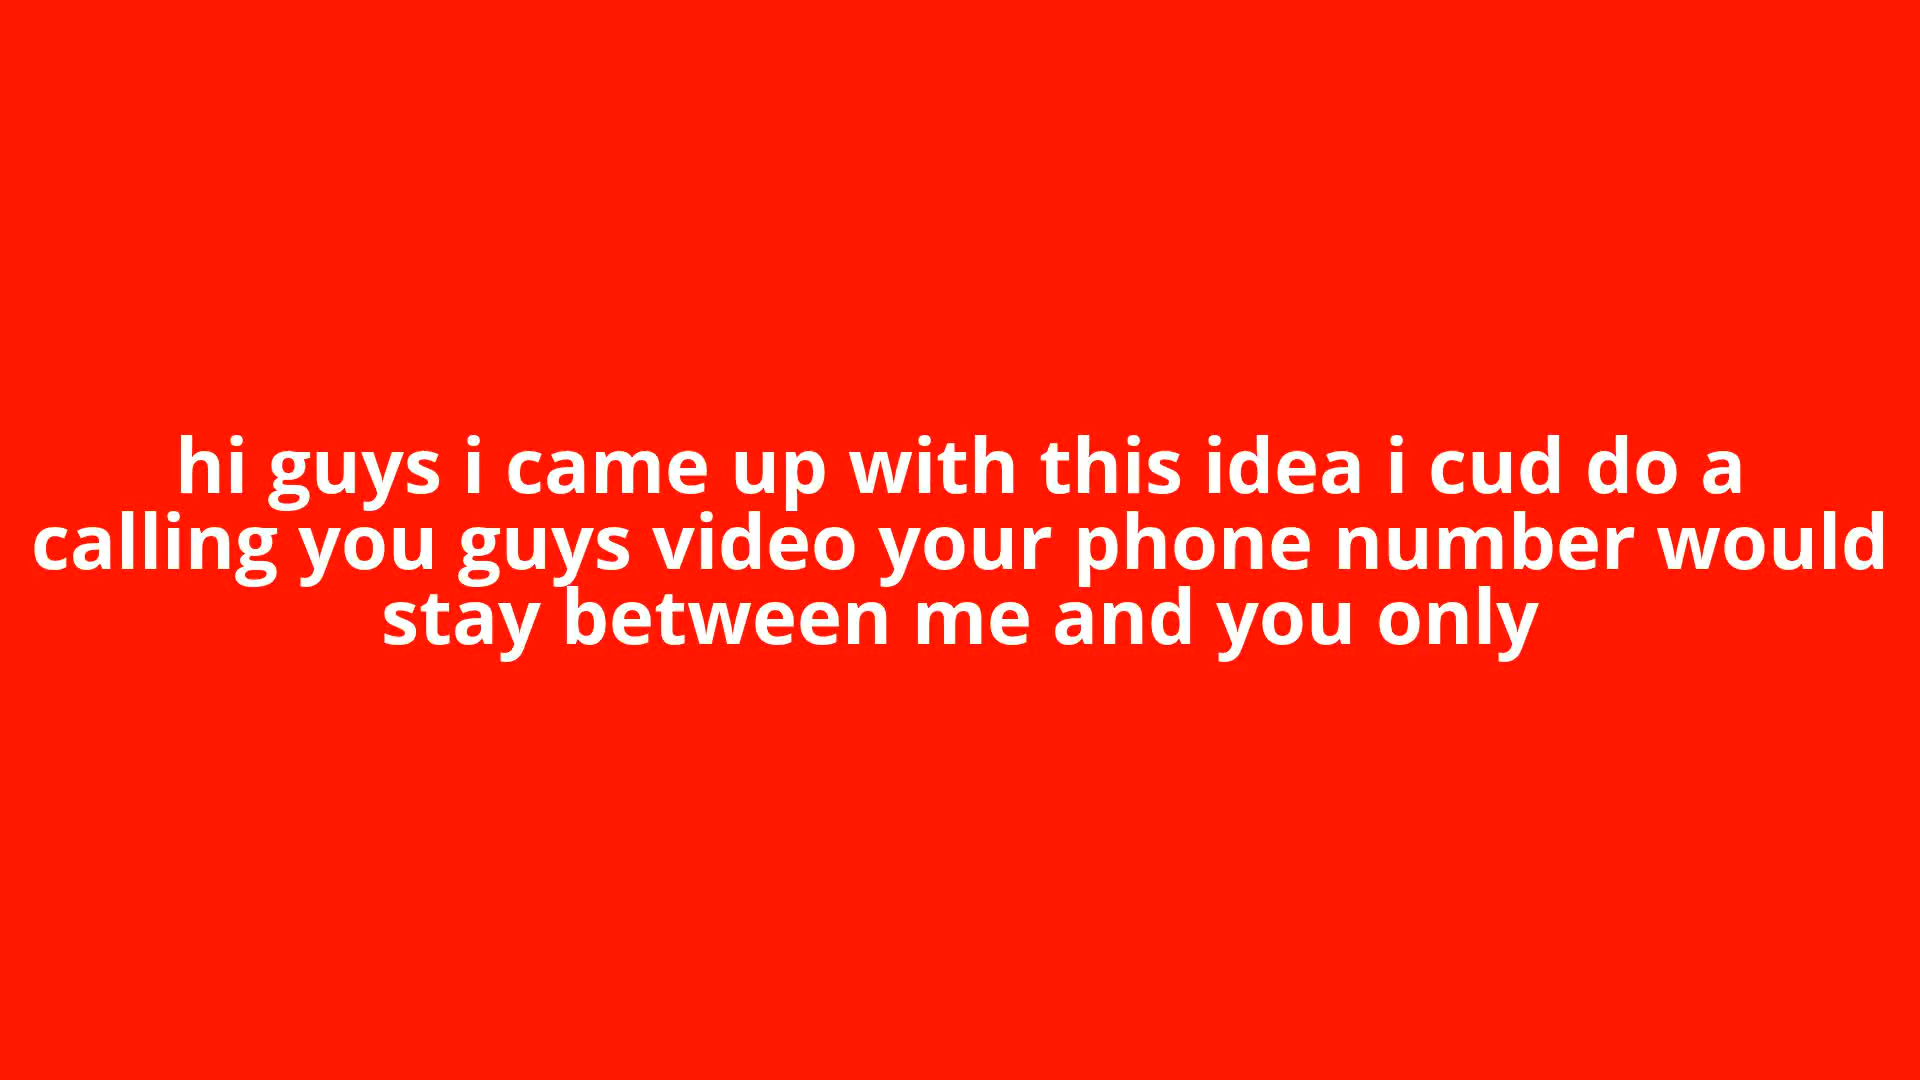 hi guys i came up with this idea i cud do a
calling you guys video your phone number would
stay between me and you only